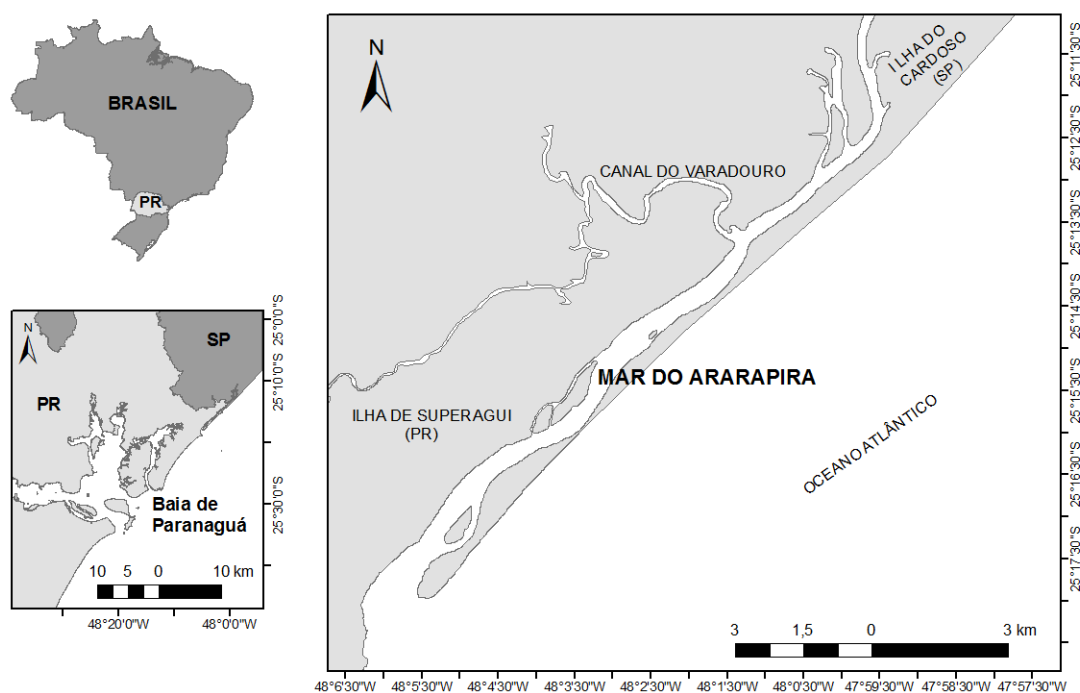 BRASIL
PR
N
SP
PR
Baia de
Paranaguá
10 5 0 10 km
25°0'0"S
25°10'0"S
25°30'0"S
48°20'0"W
48°0'0"W
N
ILHA DO
CARDOSO
(SP)
CANAL DO VARADOURO
MAR DO ARARAPIRA
ILHA DE SUPERAGUI
(PR)
OCEANO ATLÂNTICO
3 1,5 0 3 km
25°11'30"S
25°12'30"S
25°13'30"S
25°14'30"S
25°15'30"S
25°16'30"S
25°17'30"S
48°6'30"W 48°5'30"W 48°4'30"W 48°3'30"W 48°2'30"W 48°1'30"W 48°0'30"W 47°59'30"W 47°58'30"W 47°57'30"W